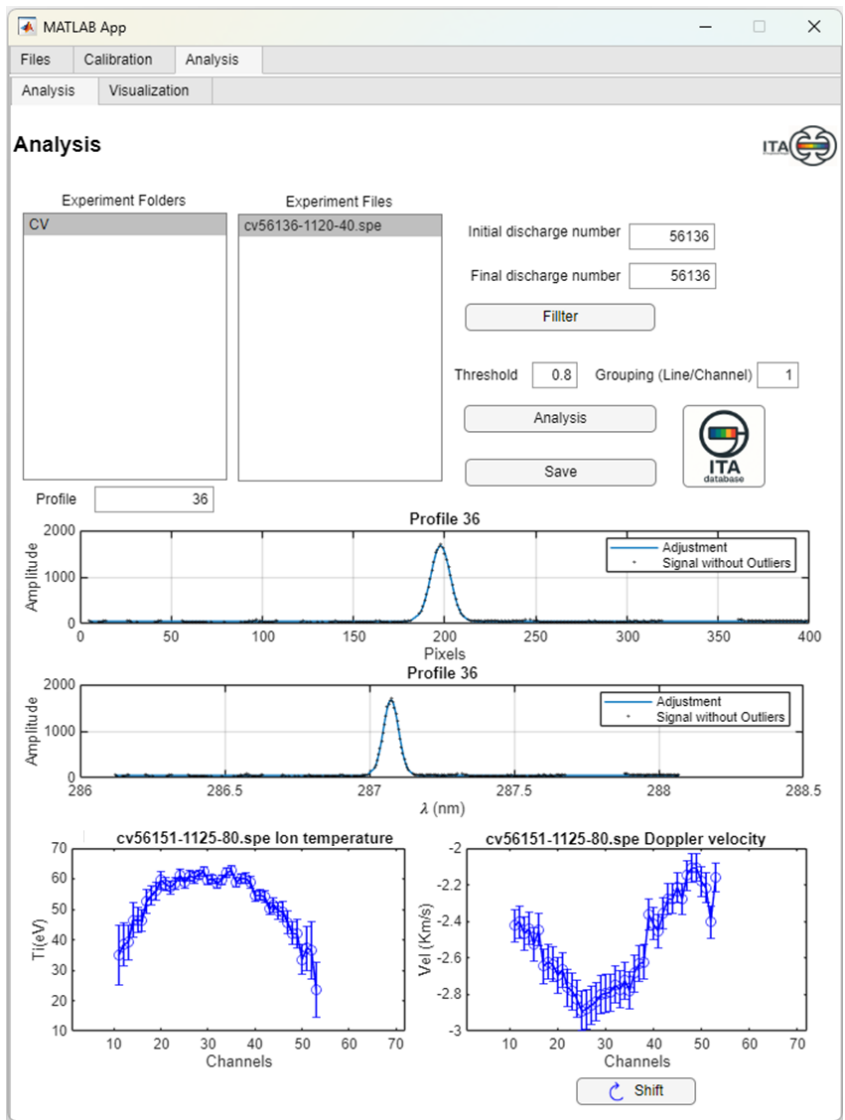 MATLAB App
Files Calibration Analysis
Analysis Visualization
Analysis
ITA
Experiment Folders
Experiment Files
CV
cv56136-1120-40.spe
Initial discharge number 56136
Final discharge number 56136
Fillter
Threshold 0.8 Grouping (Line/Channel) 1
Analysis
Save
ITA
database
Profile 36
Profile 36
Amplitude
2000
1000
0
Adjustment
Signal without Outliers
0 50 100 150 200 250 300 350 400
Pixels
Profile 36
Amplitude
2000
1000
0
Adjustment
Signal without Outliers
286 286.5 287 287.5 288 288.5
λ (nm)
cv56151-1125-80.spe Ion temperature
Ti(eV)
70
60
50
40
30
20
10
10 20 30 40 50 60 70
Channels
cv56151-1125-80.spe Doppler velocity
Vel (Km/s)
-2
-2.2
-2.4
-2.6
-2.8
-3
10 20 30 40 50 60 70
Channels
Shift